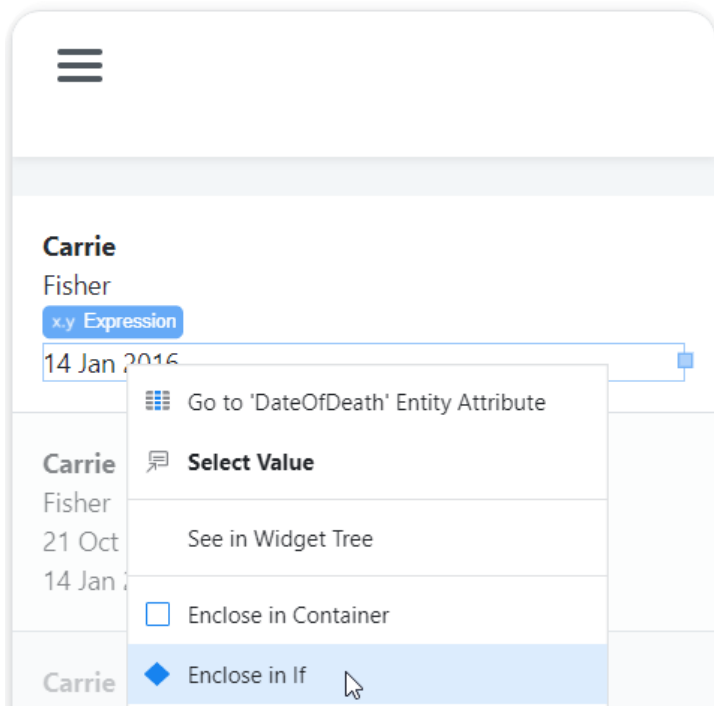 Carrie
Fisher
x.y Expression
14 Jan 2016
Go to 'DateOfDeath' Entity Attribute
Select Value
Carrie
Fisher
See in Widget Tree
21 Oct
14 Jan
Enclose in Container
Enclose in If
Carrie